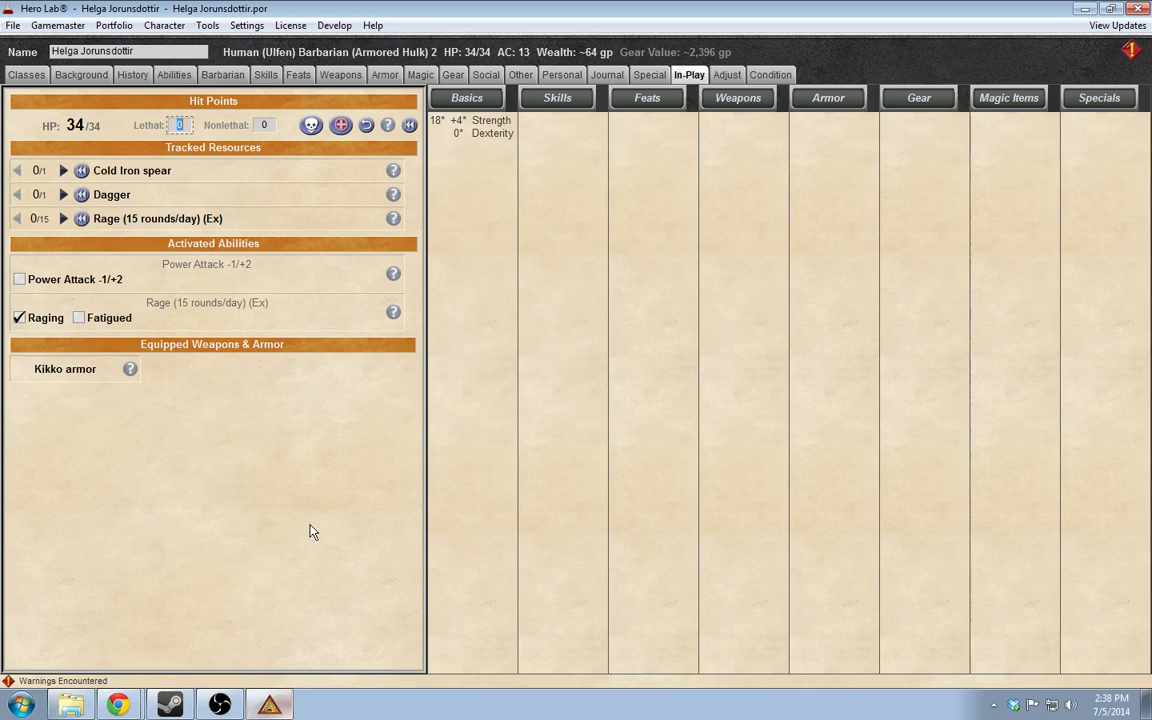 Hero Lab® - Helga Jorunsdottir - Helga Jorunsdottir.por
File Gamemaster Portfolio Character Tools Settings License Develop Help View Updates
Name Helga Jorunsdottir Human (Ulfen) Barbarian (Armored Hulk) 2 HP: 34/34 AC: 13 Wealth: ~64 gp Gear Value: ~2,396 gp
Classes Background History Abilities Barbarian Skills Feats Weapons Armor Magic Gear Social Other Personal Journal Special In-Play Adjust Condition
Hit Points
HP: 34/34 Lethal: 0 Nonlethal: 0
Tracked Resources
0/1 Cold Iron spear
0/1 Dagger
0/15 Rage (15 rounds/day) (Ex)
Activated Abilities
Power Attack -1/+2
Power Attack -1/+2
Rage (15 rounds/day) (Ex)
Raging Fatigued
Equipped Weapons & Armor
Kikko armor
Basics Skills Feats Weapons Armor Gear Magic Items Specials
18* +4* Strength
0* Dexterity
Warnings Encountered
2:38 PM
7/5/2014